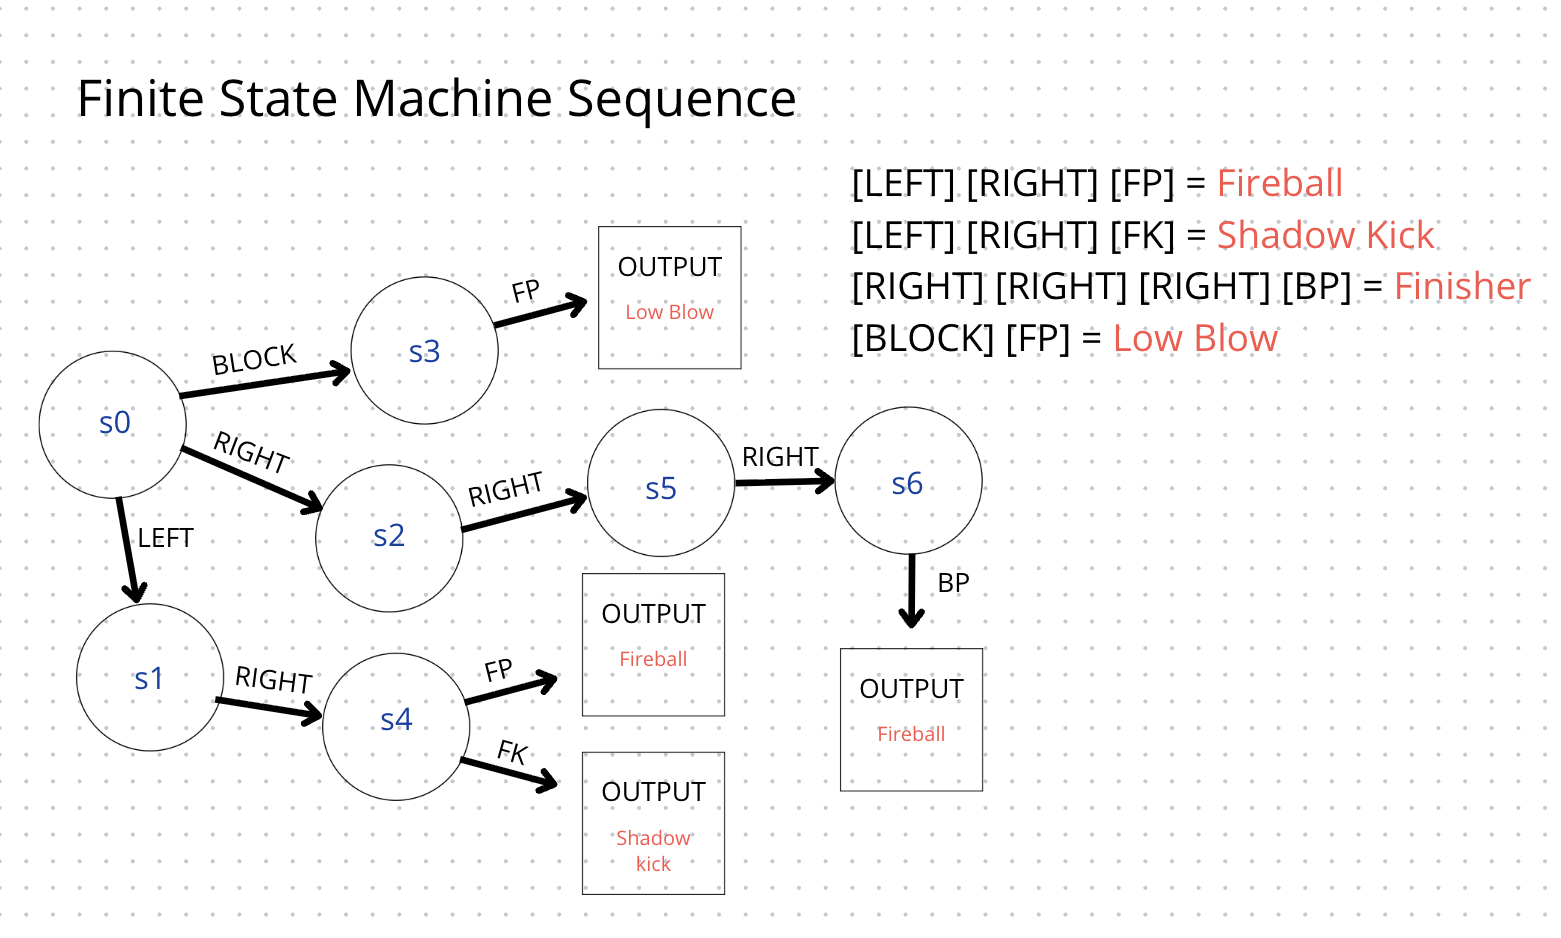 Finite State Machine Sequence
[LEFT] [RIGHT] [FP] = Fireball
[LEFT] [RIGHT] [FK] = Shadow Kick
[RIGHT] [RIGHT] [RIGHT] [BP] = Finisher
[BLOCK] [FP] = Low Blow
s0
BLOCK
s3
FP
OUTPUT
Low Blow
RIGHT
s2
RIGHT
s5
RIGHT
s6
BP
OUTPUT
Fireball
LEFT
s1
RIGHT
s4
FP
OUTPUT
Fireball
FK
OUTPUT
Shadow
kick